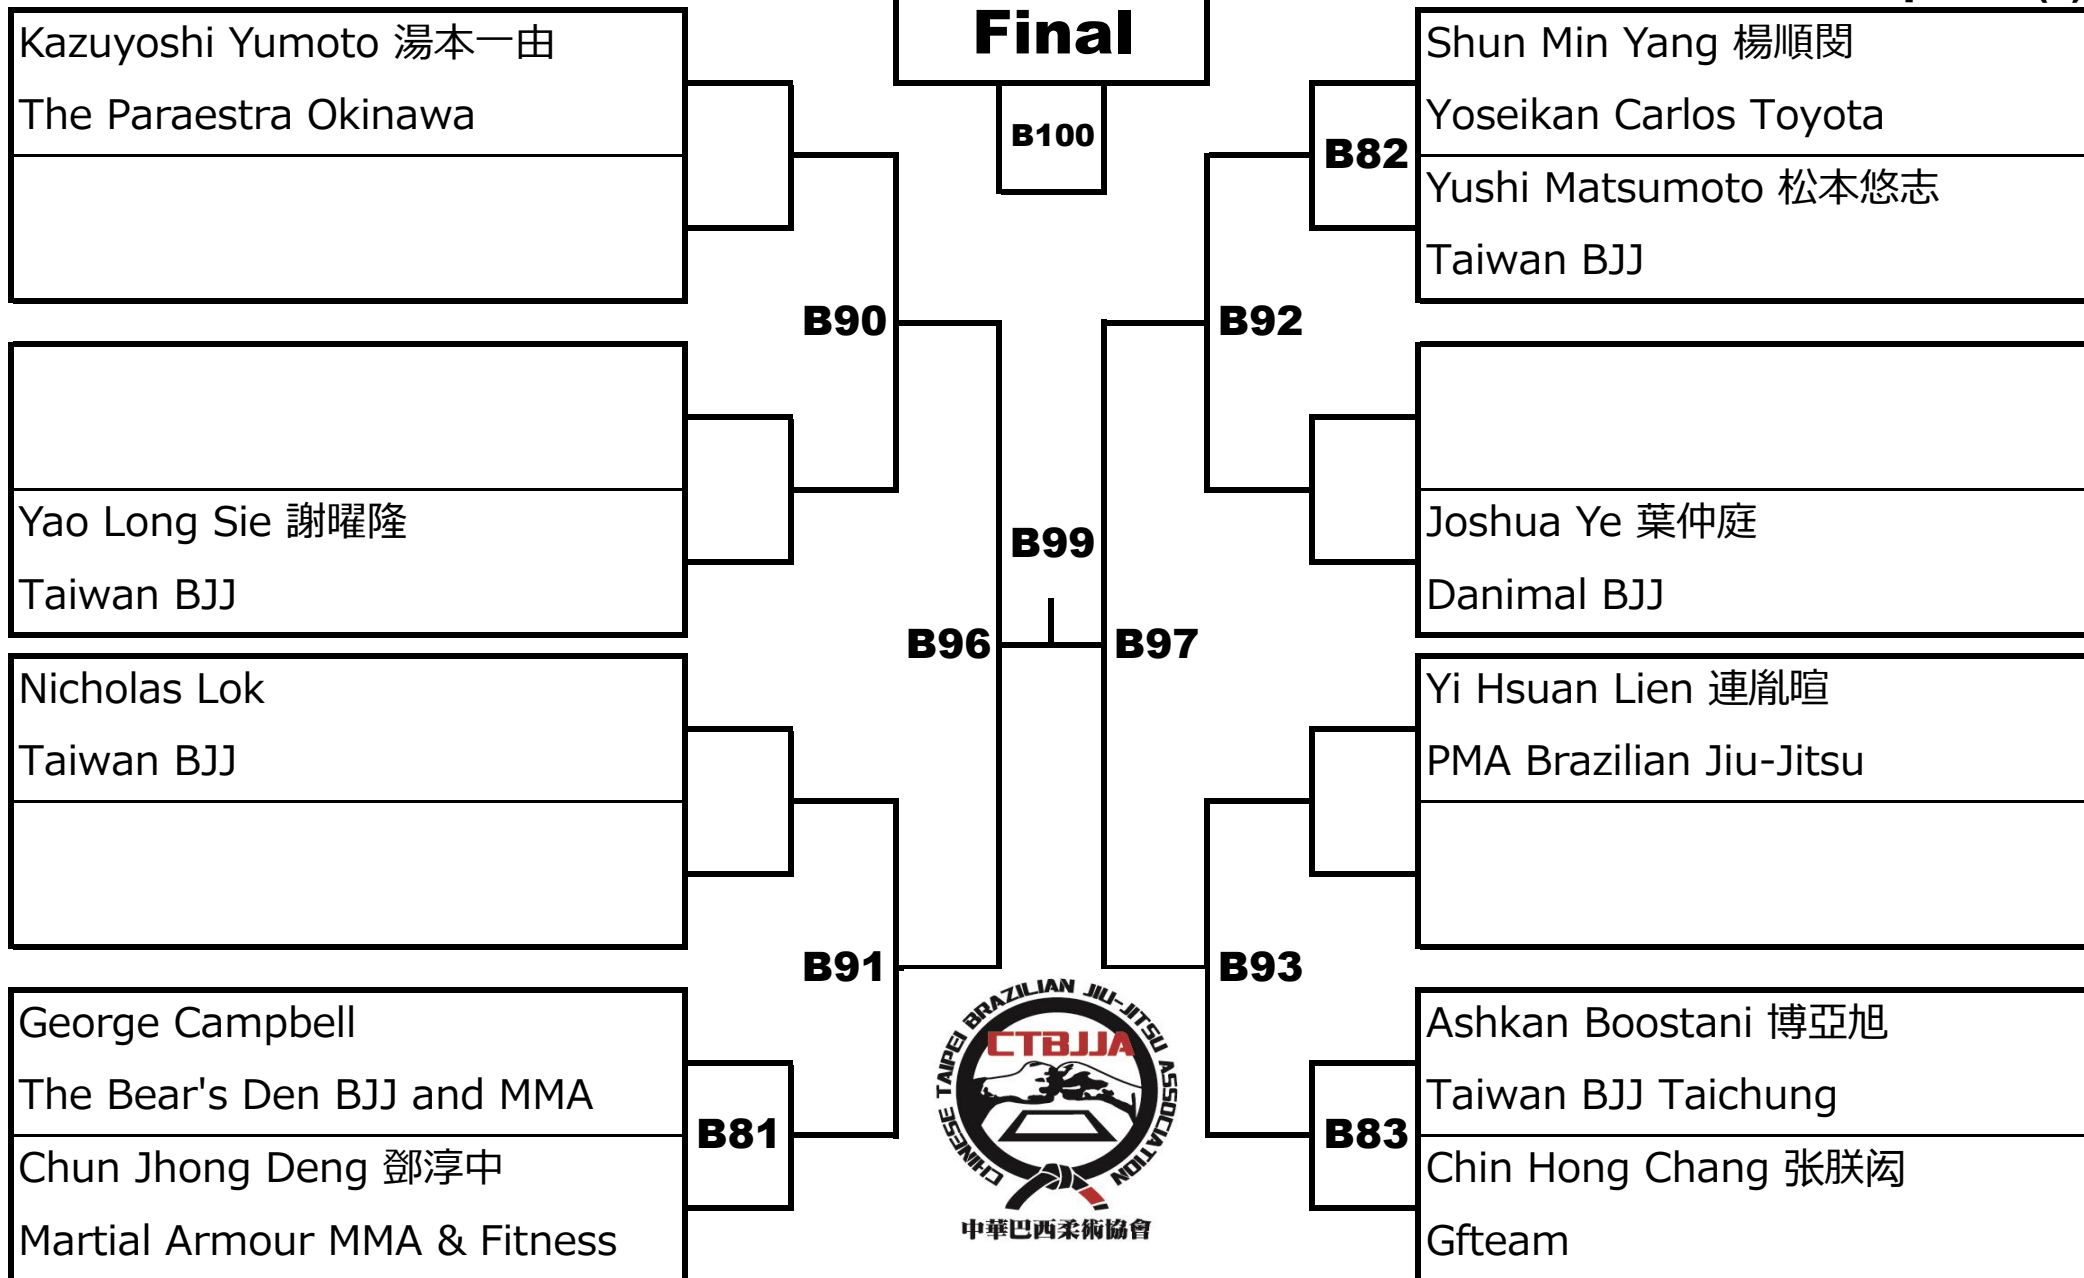 Final
B100
Kazuyoshi Yumoto 湯本一由
The Paraestra Okinawa
Yao Long Sie 謝曜隆
Taiwan BJJ
Nicholas Lok
Taiwan BJJ
George Campbell
The Bear's Den BJJ and MMA
Chun Jhong Deng 鄧淳中
Martial Armour MMA & Fitness
B81
B90
B91
B96
B99
B97
B92
B93
B82
B83
Shun Min Yang 楊順閔
Yoseikan Carlos Toyota
Yushi Matsumoto 松本悠志
Taiwan BJJ
Joshua Ye 葉仲庭
Danimal BJJ
Yi Hsuan Lien 連胤暄
PMA Brazilian Jiu-Jitsu
Ashkan Boostani 博亞旭
Taiwan BJJ Taichung
Chin Hong Chang 张朕闳
Gfteam
CHINESE TAIPEI BRAZILIAN JIU-JITSU ASSOCIATION
CTBJJA
中華巴西柔術協會